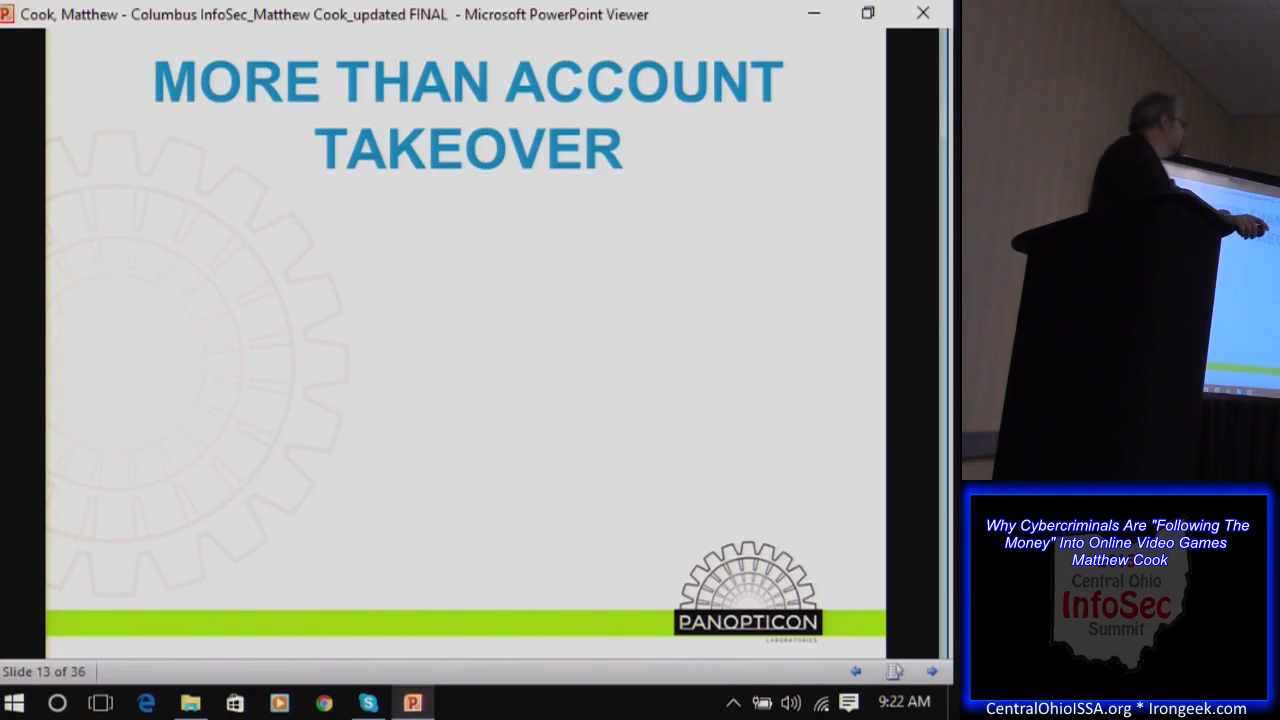 Cook, Matthew - Columbus InfoSec_Matthew Cook_updated FINAL - Microsoft PowerPoint Viewer
MORE THAN ACCOUNT
TAKEOVER
PANOPTICON
LABORATORIES
Slide 13 of 36
9:22 AM
Why Cybercriminals Are "Following The
Money" Into Online Video Games
Matthew Cook
Central Ohio
InfoSec
Summit
CentralOhioISSA.org * Irongeek.com